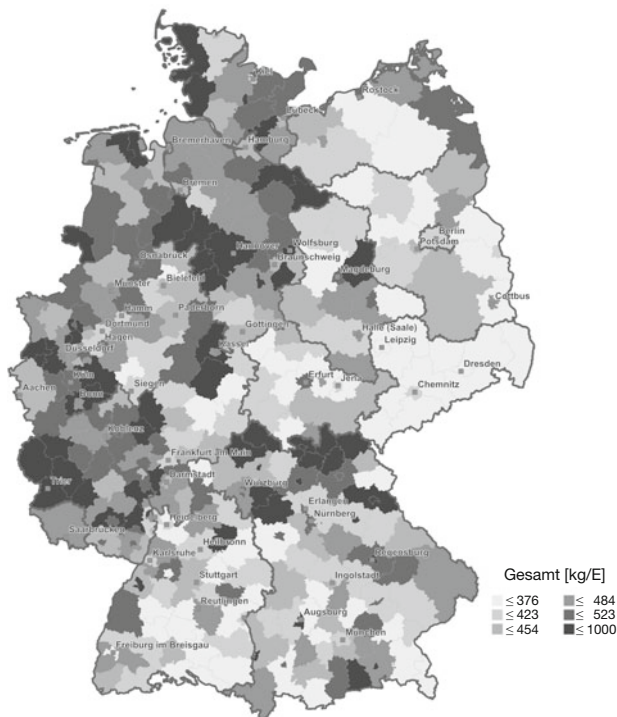 Kiel
Rostock
Lübeck
Hamburg
Bremerhaven
Bremen
Berlin
Wolfsburg
Potsdam
Hannover
Osnabrück
Braunschweig
Magdeburg
Bielefeld
Münster
Cottbus
Hamm
Paderborn
Dortmund
Göttingen
Halle (Saale)
Hagen
Leipzig
Düsseldorf
Kassel
Dresden
Köln
Erfurt
Jena
Aachen
Siegen
Chemnitz
Bonn
Koblenz
Frankfurt am Main
Darmstadt
Trier
Würzburg
Erlangen
Nürnberg
Heidelberg
Saarbrücken
Heilbronn
Karlsruhe
Regensburg
Stuttgart
Ingolstadt
Reutlingen
Augsburg
München
Freiburg im Breisgau
Gesamt [kg/E]
≤ 376 ≤ 484
≤ 423 ≤ 523
≤ 454 ≤ 1000